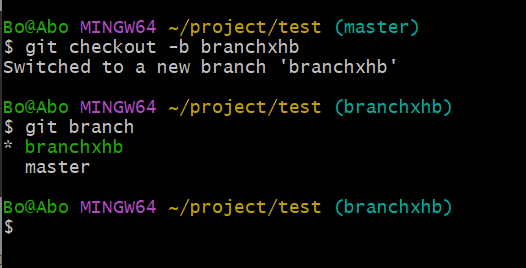 Bo@Abo MINGW64 ~/project/test (master)
$ git checkout -b branchxhb
Switched to a new branch 'branchxhb'
Bo@Abo MINGW64 ~/project/test (branchxhb)
$ git branch
* branchxhb
  master
Bo@Abo MINGW64 ~/project/test (branchxhb)
$